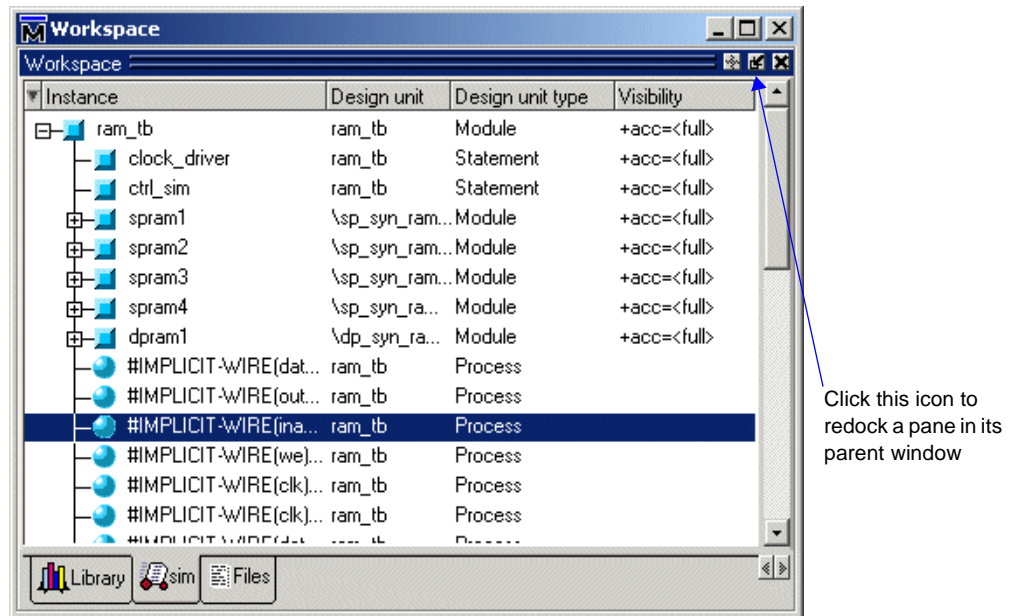 Workspace
Workspace
Instance Design unit Design unit type Visibility
ram_tb ram_tb Module +acc=<full>
clock_driver ram_tb Statement +acc=<full>
ctrl_sim ram_tb Statement +acc=<full>
spram1 \sp_syn_ram... Module +acc=<full>
spram2 \sp_syn_ram... Module +acc=<full>
spram3 \sp_syn_ram... Module +acc=<full>
spram4 \sp_syn_ra... Module +acc=<full>
dpram1 \dp_syn_ra... Module +acc=<full>
#IMPLICIT-WIRE(dat... ram_tb Process
#IMPLICIT-WIRE(out... ram_tb Process
#IMPLICIT-WIRE(ina... ram_tb Process
#IMPLICIT-WIRE(we)... ram_tb Process
#IMPLICIT-WIRE(clk)... ram_tb Process
#IMPLICIT-WIRE(clk)... ram_tb Process
Click this icon to
redock a pane in its
parent window
Library sim Files